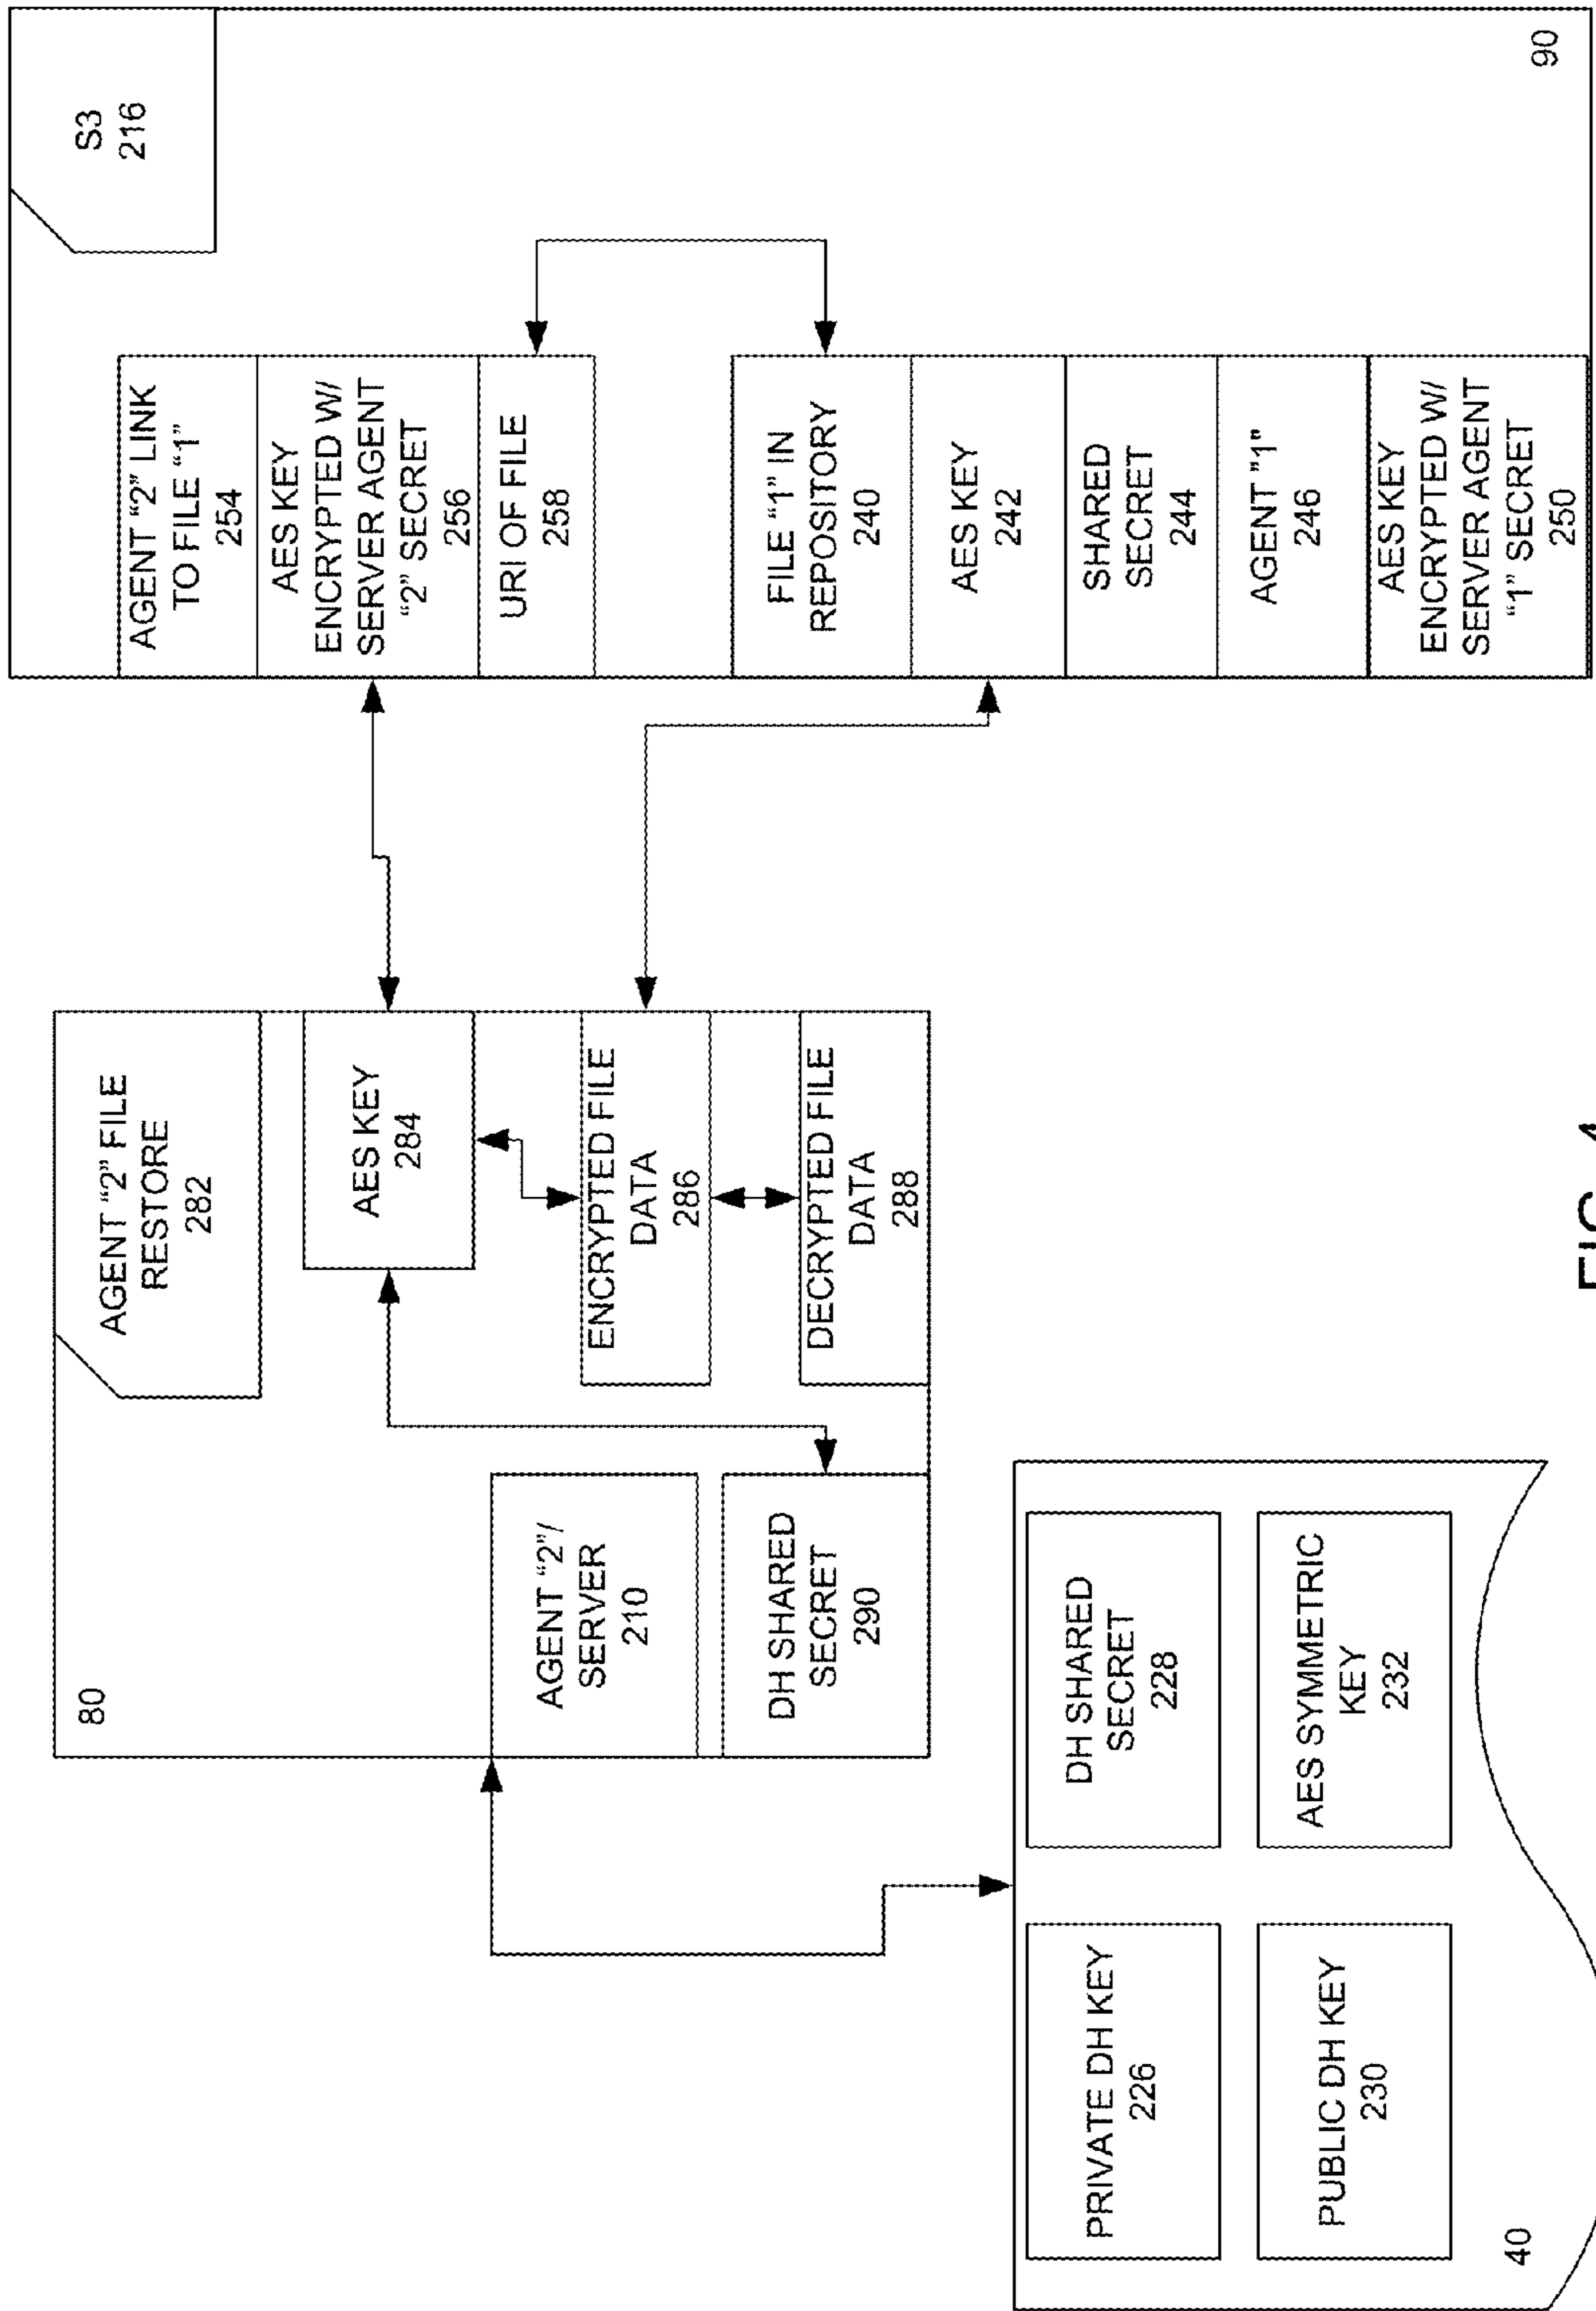 S3
216
AGENT “2” LINK
TO FILE “1”
254
AES KEY
ENCRYPTED W/
SERVER AGENT
“2” SECRET
256
URI OF FILE
258
FILE “1” IN
REPOSITORY
240
AES KEY
242
SHARED
SECRET
244
AGENT "1"
246
AES KEY
ENCRYPTED W/
SERVER AGENT
“1” SECRET
250
90
80
AGENT “2” FILE
RESTORE
282
AES KEY
284
ENCRYPTED FILE
DATA
286
DECRYPTED FILE
DATA
288
AGENT “2”/
SERVER
210
DH SHARED
SECRET
290
PRIVATE DH KEY
226
DH SHARED
SECRET
228
PUBLIC DH KEY
230
AES SYMMETRIC
KEY
232
40
FIG. 4